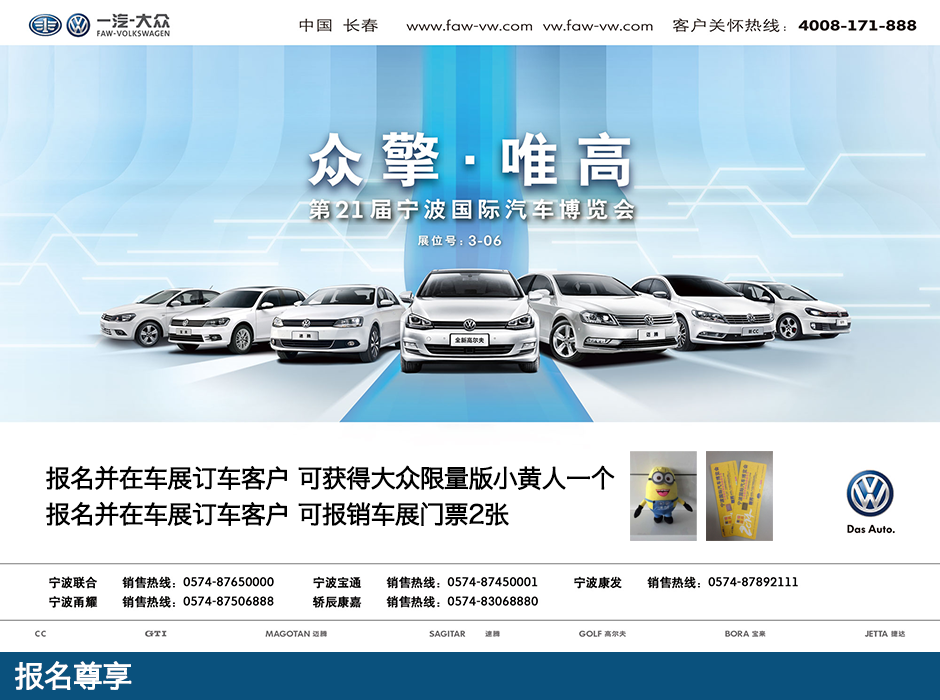 一汽-大众
FAW-VOLKSWAGEN
中国 长春 www.faw-vw.com vw.faw-vw.com 客户关怀热线：4008-171-888
众擎·唯高
第21届宁波国际汽车博览会
展位号：3-06
全新高尔夫
迈腾
速腾
报名并在车展订车客户 可获得大众限量版小黄人一个
报名并在车展订车客户 可报销车展门票2张
Das Auto.
宁波联合 销售热线：0574-87650000 宁波宝通 销售热线：0574-87450001 宁波康发 销售热线：0574-87892111
宁波甬耀 销售热线：0574-87506888 轿辰康嘉 销售热线：0574-83068880
CC GTI MAGOTAN 迈腾 SAGITAR 速腾 GOLF 高尔夫 BORA 宝来 JETTA 捷达
报名尊享